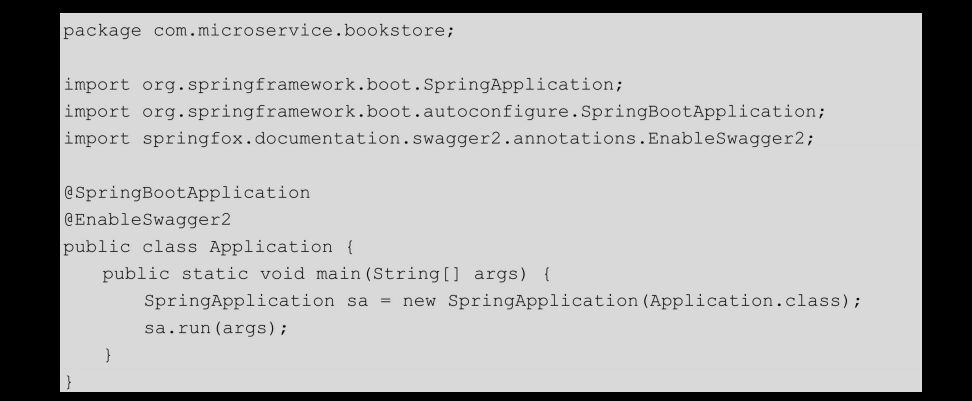 package com.microservice.bookstore;
import org.springframework.boot.SpringApplication;
import org.springframework.boot.autoconfigure.SpringBootApplication;
import springfox.documentation.swagger2.annotations.EnableSwagger2;
@SpringBootApplication
@EnableSwagger2
public class Application {
    public static void main(String[] args) {
        SpringApplication sa = new SpringApplication(Application.class);
        sa.run(args);
    }
}